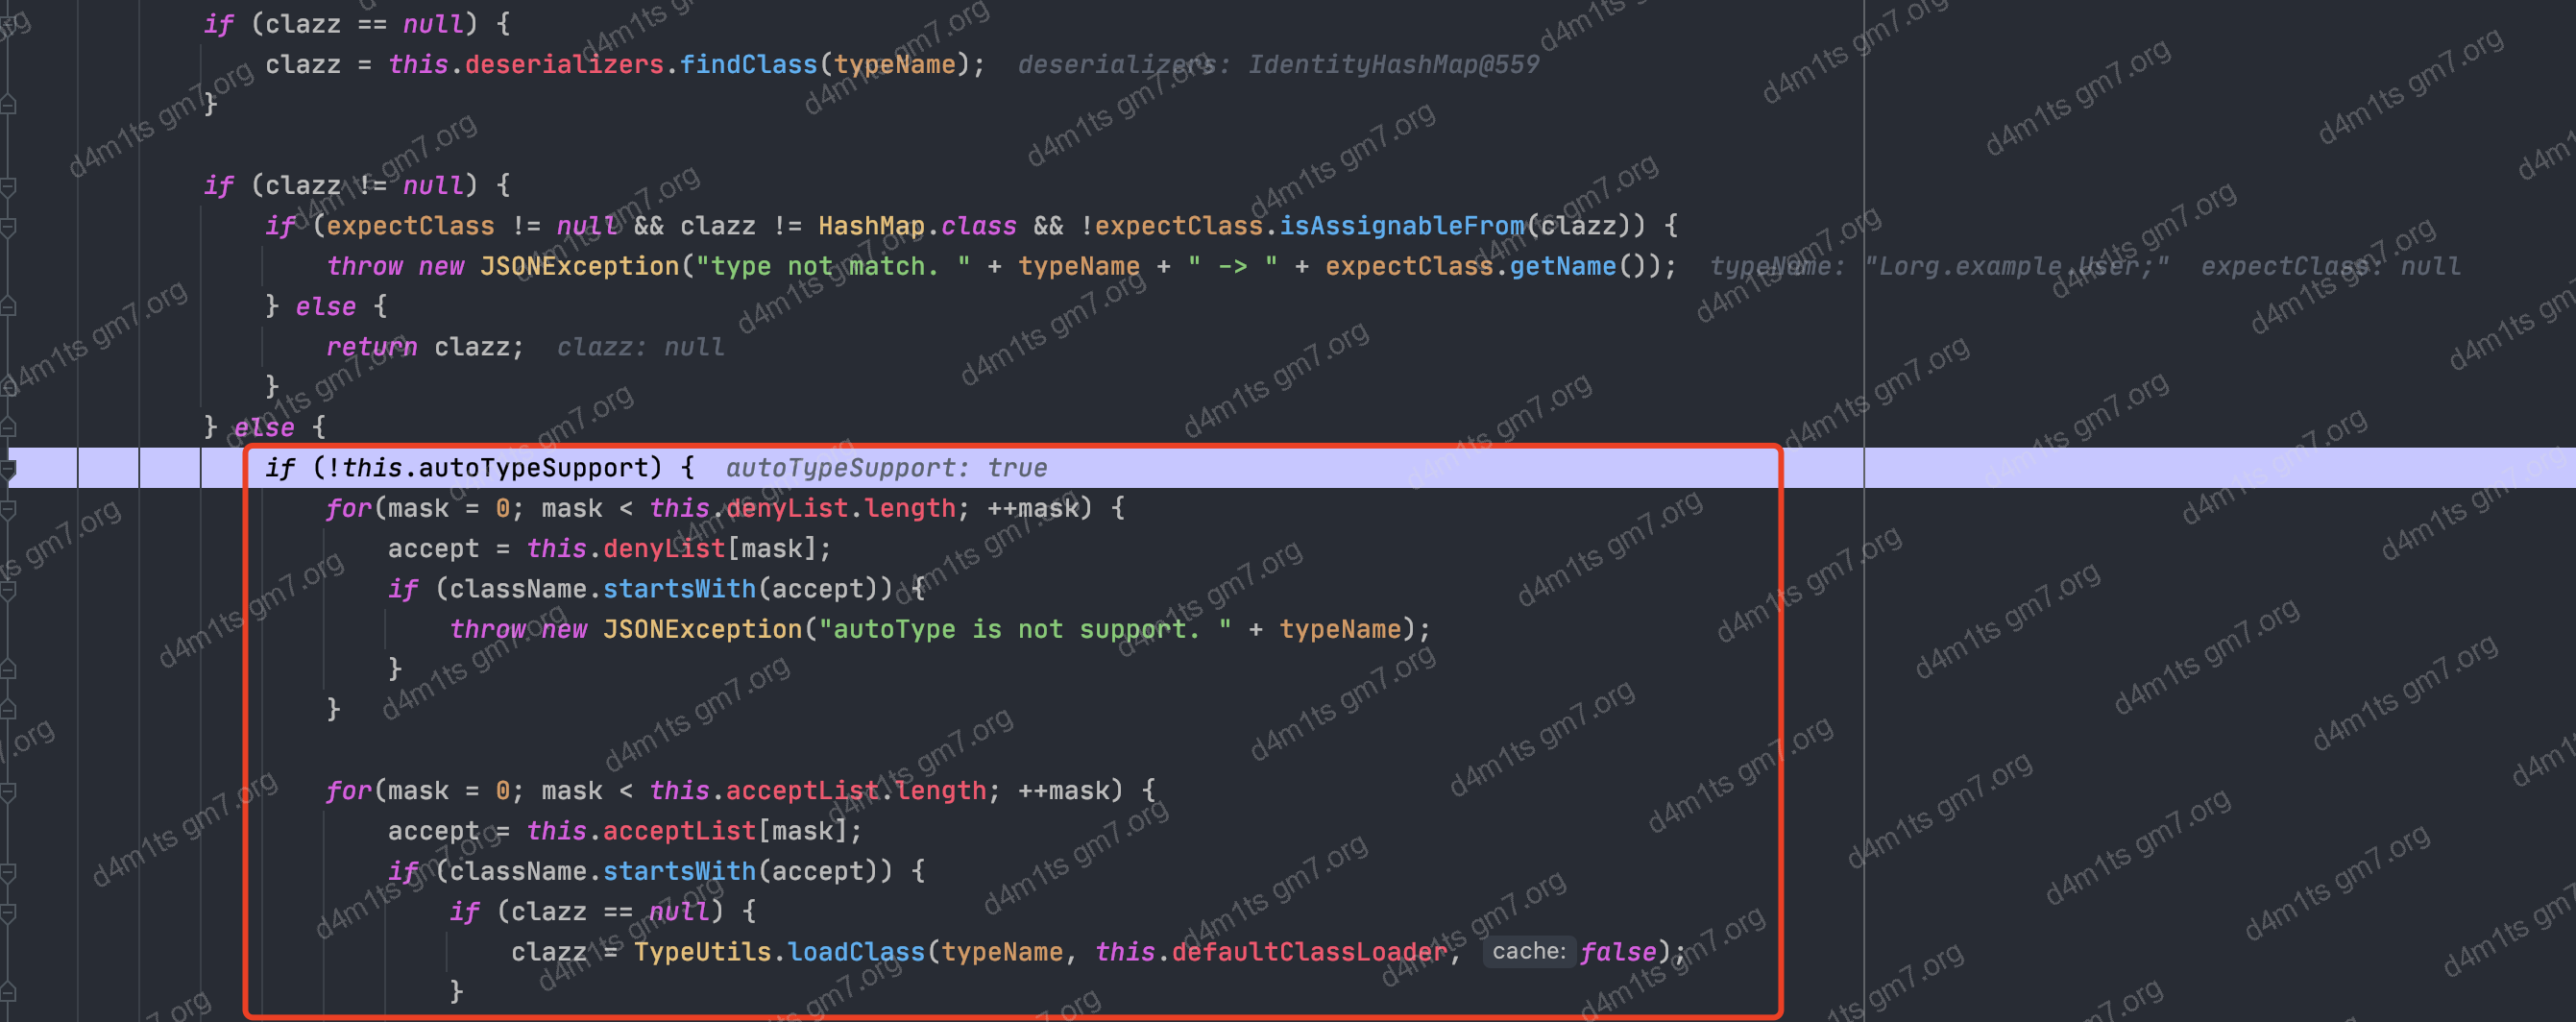 if (clazz == null) {
    clazz = this.deserializers.findClass(typeName);  deserializers: IdentityHashMap@559
}

if (clazz != null) {
    if (expectClass != null && clazz != HashMap.class && !expectClass.isAssignableFrom(clazz)) {
        throw new JSONException("type not match. " + typeName + " -> " + expectClass.getName());  typeName: "Lorg.example.User;"  expectClass: null
    } else {
        return clazz;  clazz: null
    }
} else {
    if (!this.autoTypeSupport) {  autoTypeSupport: true
        for(mask = 0; mask < this.denyList.length; ++mask) {
            accept = this.denyList[mask];
            if (className.startsWith(accept)) {
                throw new JSONException("autoType is not support. " + typeName);
            }
        }

        for(mask = 0; mask < this.acceptList.length; ++mask) {
            accept = this.acceptList[mask];
            if (className.startsWith(accept)) {
                if (clazz == null) {
                    clazz = TypeUtils.loadClass(typeName, this.defaultClassLoader, cache: false);
                }
d4m1ts gm7.org